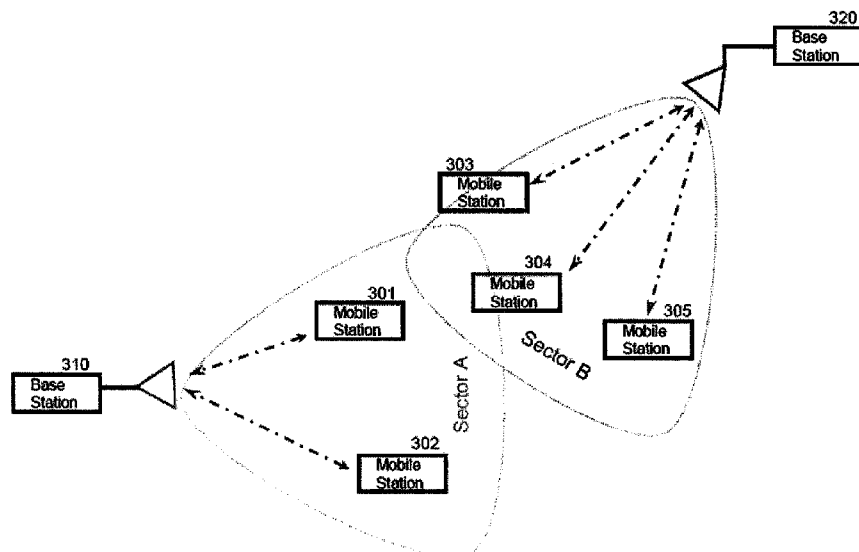 320
Base
Station
303
Mobile
Station
304
Mobile
Station
301
Mobile
Station
305
Mobile
Station
Sector B
310
Base
Station
Sector A
302
Mobile
Station